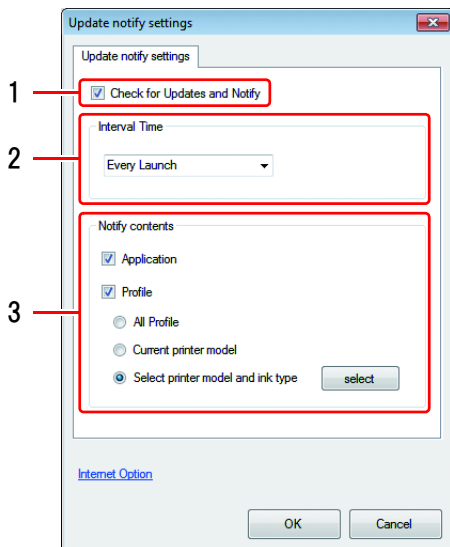 Update notify settings
Update notify settings
1
Check for Updates and Notify
2
Interval Time
Every Launch
3
Notify contents
Application
Profile
All Profile
Current printer model
Select printer model and ink type
select
Internet Option
OK
Cancel